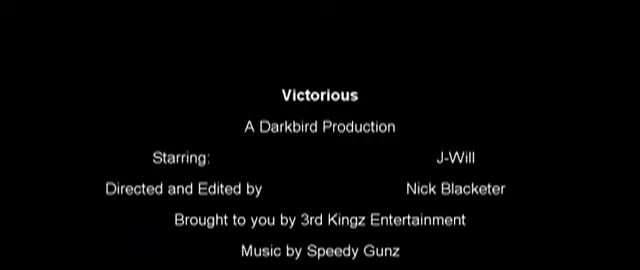 Victorious
A Darkbird Production
Starring: J-Will
Directed and Edited by Nick Blacketer
Brought to you by 3rd Kingz Entertainment
Music by Speedy Gunz